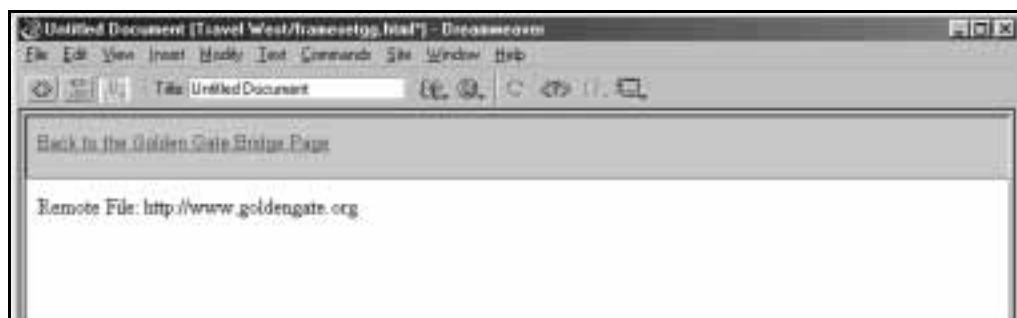 Untitled Document (Travel West/framesetgg.html*) - Dreamweaver
File Edit View Insert Modify Text Commands Site Window Help
Title: Untitled Document
Back to the Golden Gate Bridge Page
Remote File: http://www.goldengate.org